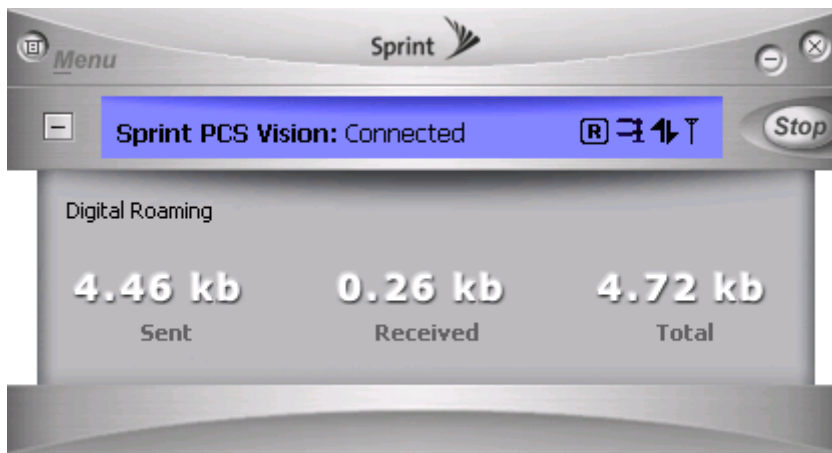 Sprint
Menu
Sprint PCS Vision: Connected R Stop
Digital Roaming
4.46 kb 0.26 kb 4.72 kb
Sent Received Total